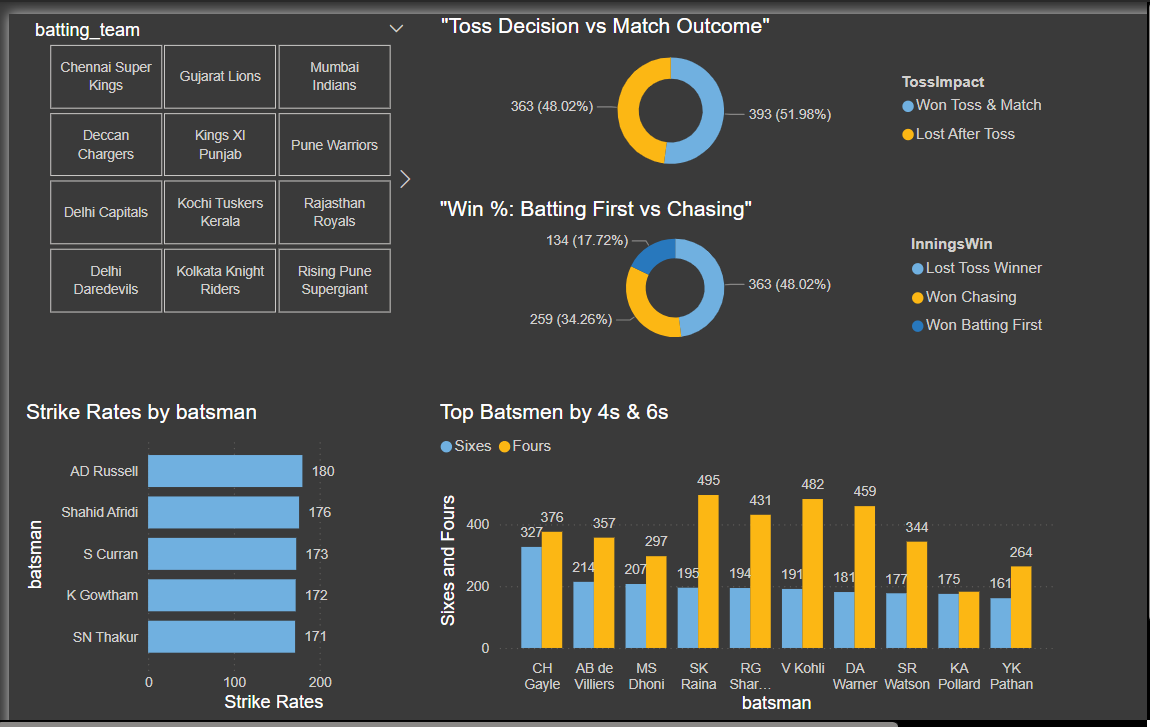 batting_team
Chennai Super
Kings
Gujarat Lions
Mumbai
Indians
Deccan
Chargers
Kings XI
Punjab
Pune Warriors
Delhi Capitals
Kochi Tuskers
Kerala
Rajasthan
Royals
Delhi
Daredevils
Kolkata Knight
Riders
Rising Pune
Supergiant
"Toss Decision vs Match Outcome"
363 (48.02%)
393 (51.98%)
TossImpact
Won Toss & Match
Lost After Toss
"Win %: Batting First vs Chasing"
134 (17.72%)
363 (48.02%)
259 (34.26%)
InningsWin
Lost Toss Winner
Won Chasing
Won Batting First
Strike Rates by batsman
batsman
AD Russell 180
Shahid Afridi 176
S Curran 173
K Gowtham 172
SN Thakur 171
0 100 200
Strike Rates
Top Batsmen by 4s & 6s
Sixes Fours
Sixes and Fours
400
200
0
327 376
214 357
207 297
195 495
194 431
191 482
181 459
177 344
175
161 264
CH
Gayle
AB de
Villiers
MS
Dhoni
SK
Raina
RG
Shar...
V Kohli
DA
Warner
SR
Watson
KA
Pollard
YK
Pathan
batsman